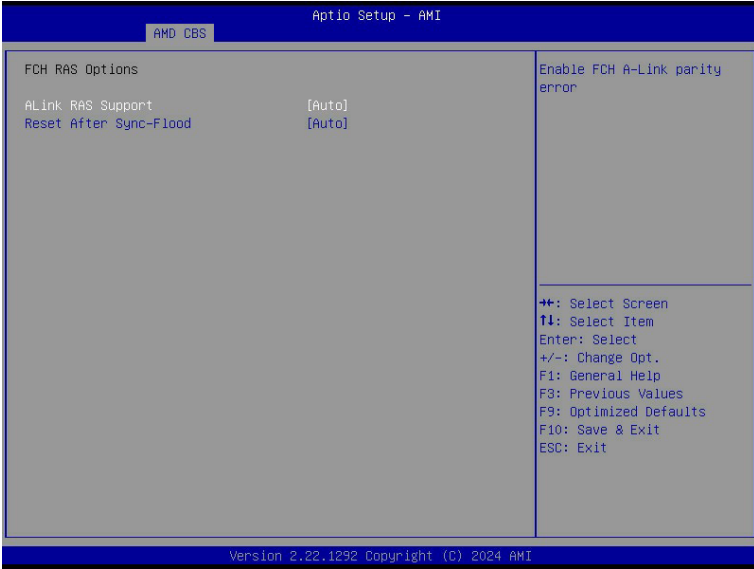 Aptio Setup – AMI
AMD CBS
FCH RAS Options
ALink RAS Support [Auto]
Reset After Sync-Flood [Auto]
Enable FCH A-Link parity
error
→←: Select Screen
↑↓: Select Item
Enter: Select
+/-: Change Opt.
F1: General Help
F3: Previous Values
F9: Optimized Defaults
F10: Save & Exit
ESC: Exit
Version 2.22.1292 Copyright (C) 2024 AMI